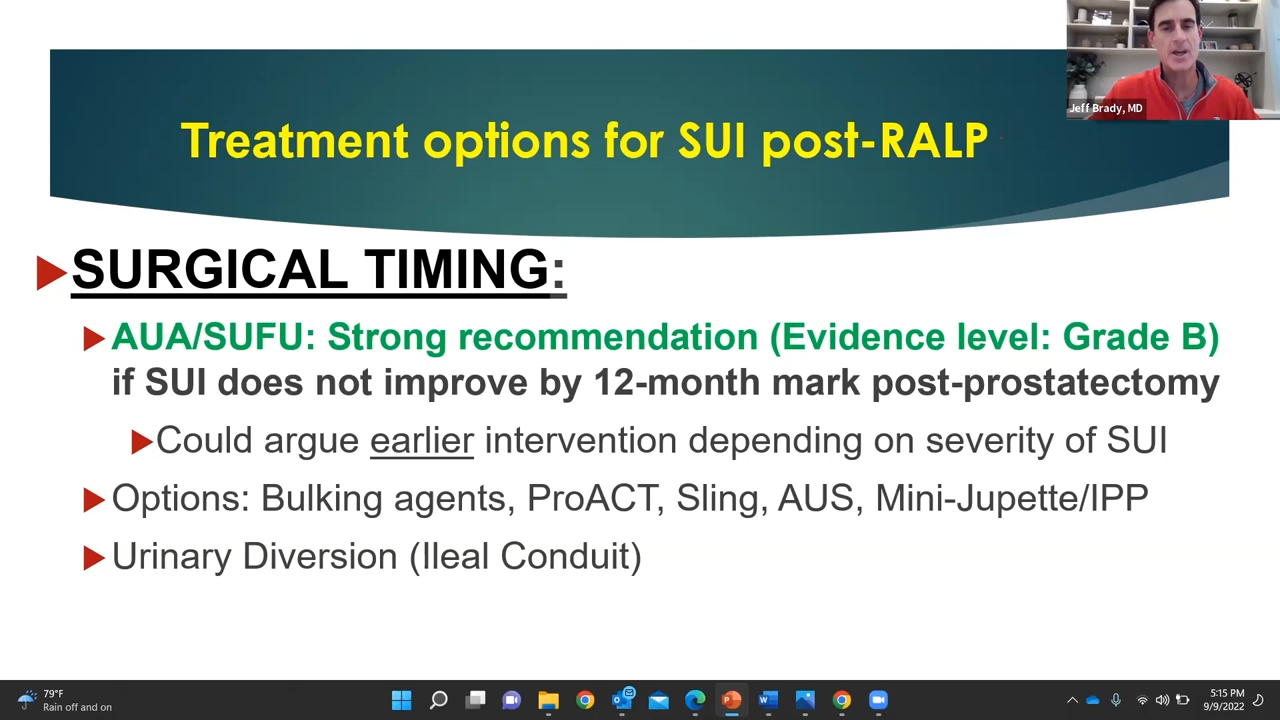 Jeff Brady, MD
Treatment options for SUI post-RALP
SURGICAL TIMING:
AUA/SUFU: Strong recommendation (Evidence level: Grade B)
if SUI does not improve by 12-month mark post-prostatectomy
Could argue earlier intervention depending on severity of SUI
Options: Bulking agents, ProACT, Sling, AUS, Mini-Jupette/IPP
Urinary Diversion (Ileal Conduit)
79°F
Rain off and on
5:15 PM
9/9/2022